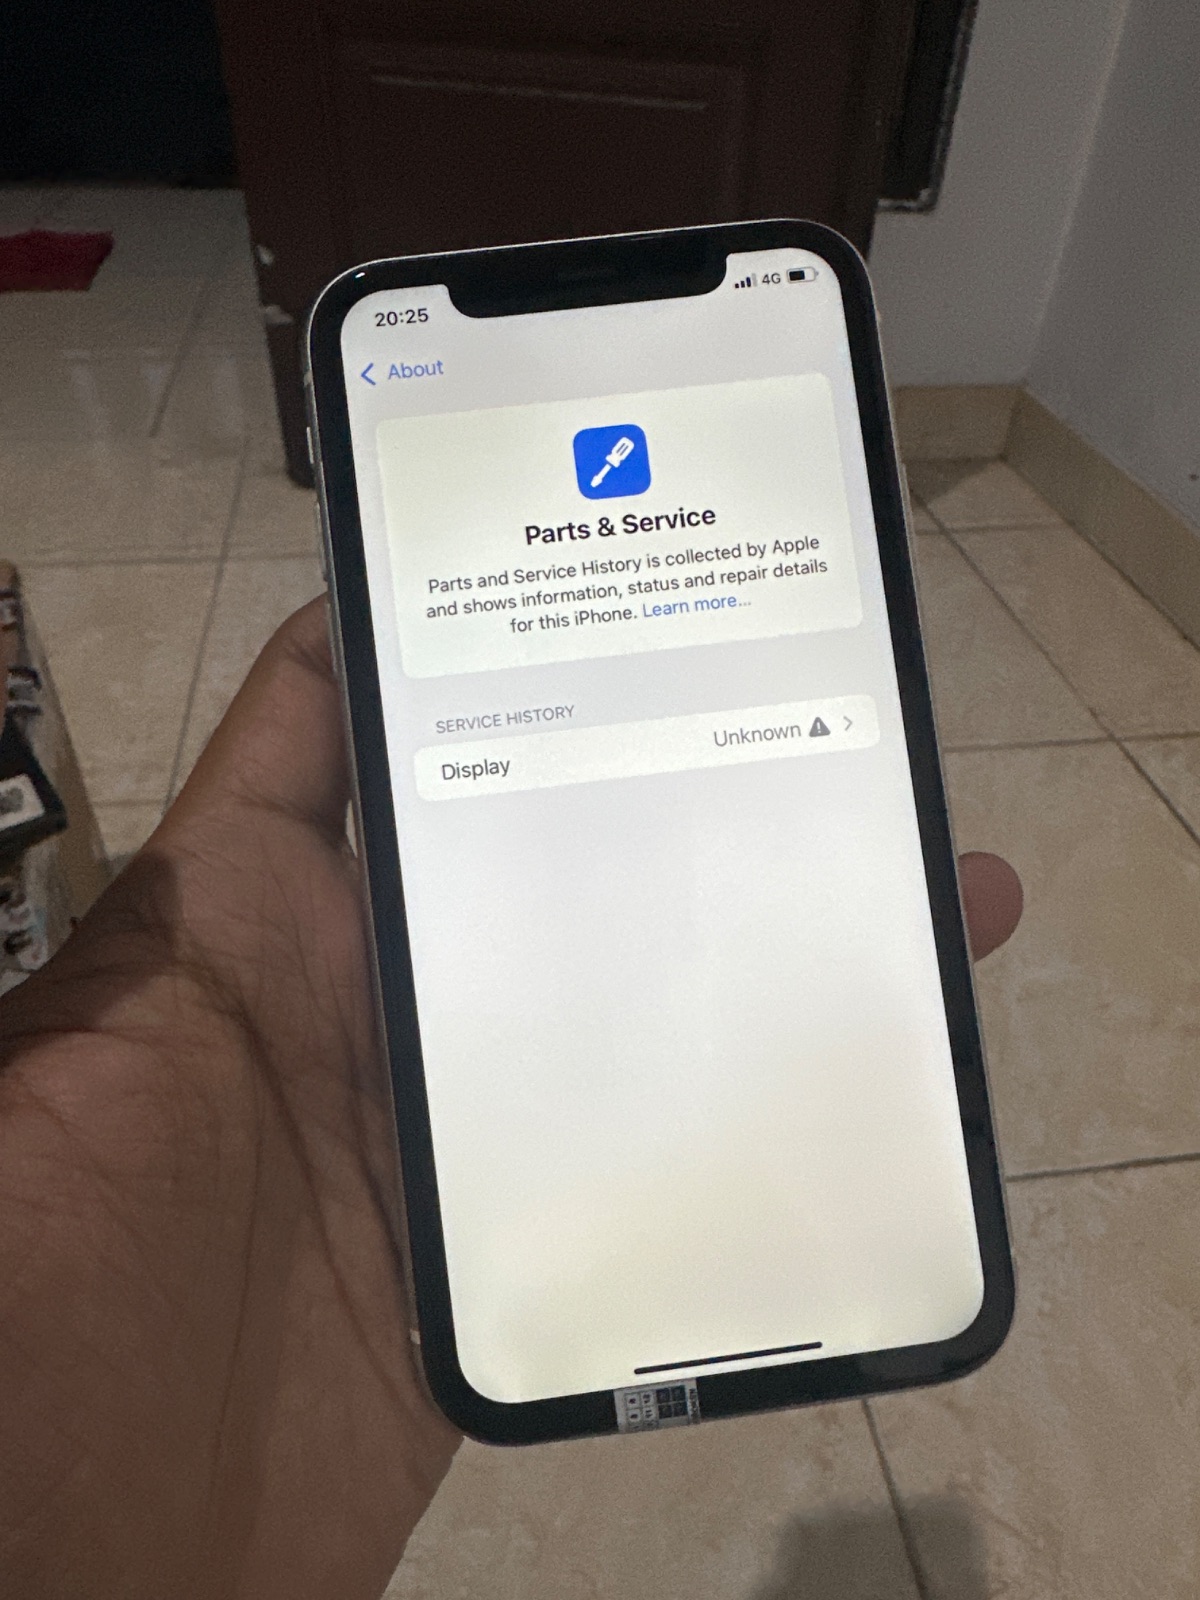 20:25
4G
About
Parts & Service
Parts and Service History is collected by Apple
and shows information, status and repair details
for this iPhone. Learn more...
SERVICE HISTORY
Display
Unknown